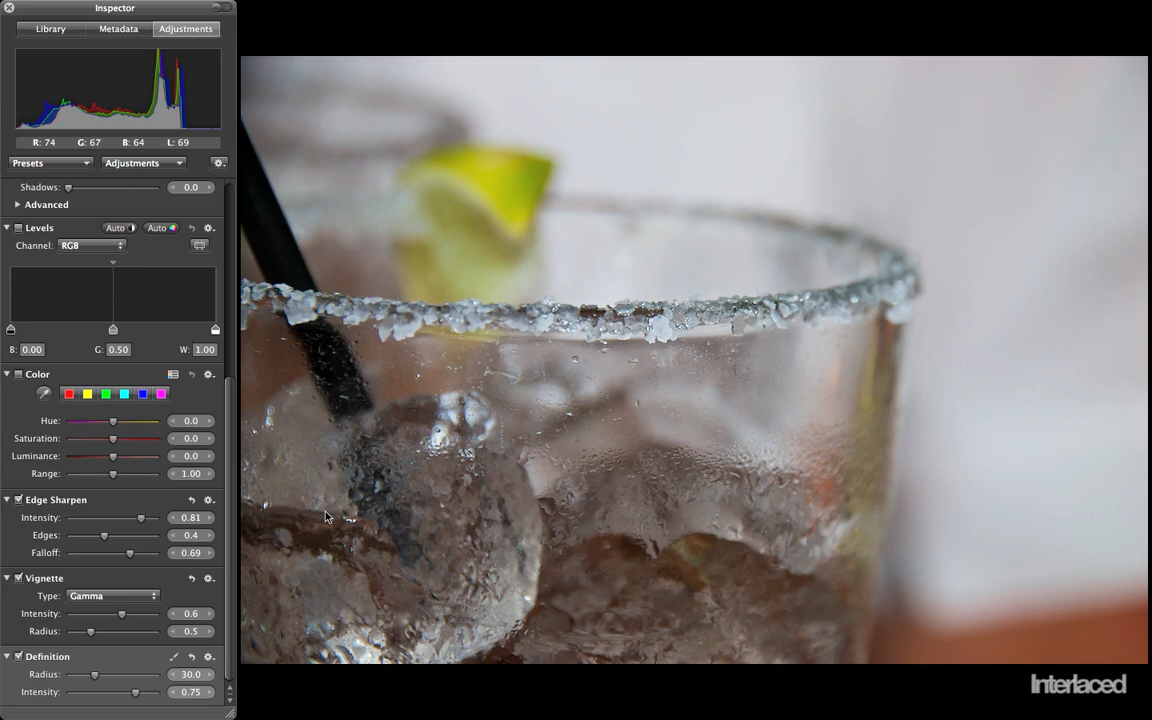 Inspector
Library Metadata Adjustments
R: 74 G: 67 B: 64 L: 69
Presets Adjustments
Shadows: 0.0
Advanced
Levels Auto Auto
Channel: RGB
B: 0.00 G: 0.50 W: 1.00
Color
Hue: 0.0
Saturation: 0.0
Luminance: 0.0
Range: 1.00
Edge Sharpen
Intensity: 0.81
Edges: 0.4
Falloff: 0.69
Vignette
Type: Gamma
Intensity: 0.6
Radius: 0.5
Definition
Radius: 30.0
Intensity: 0.75
Interlaced